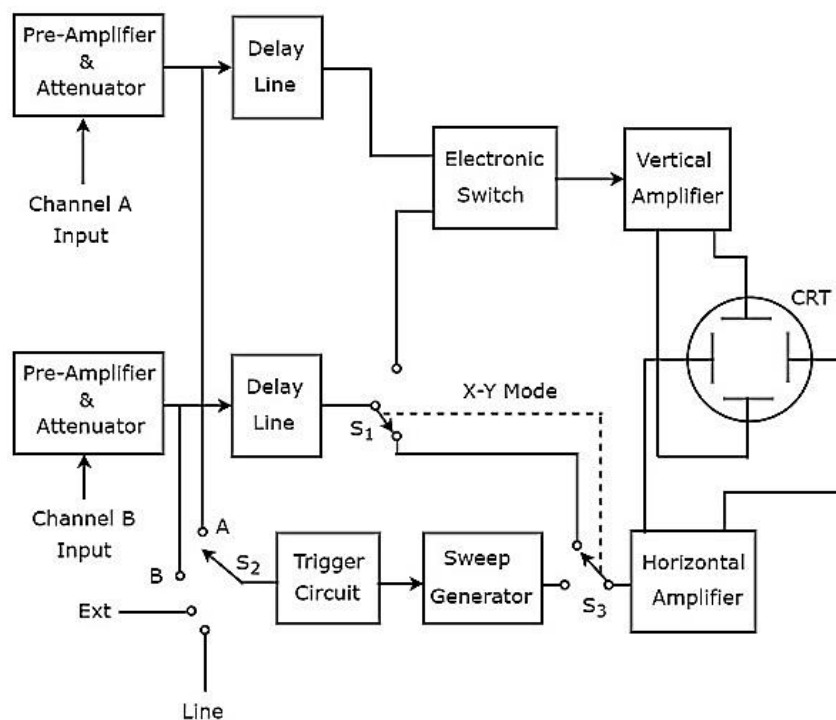 Pre-Amplifier
&
Attenuator
Delay
Line
Electronic
Switch
Vertical
Amplifier
Channel A
Input
CRT
Pre-Amplifier
&
Attenuator
Delay
Line
X-Y Mode
S1
Channel B
Input
A
B
S2
Trigger
Circuit
Sweep
Generator
S3
Horizontal
Amplifier
Ext
Line